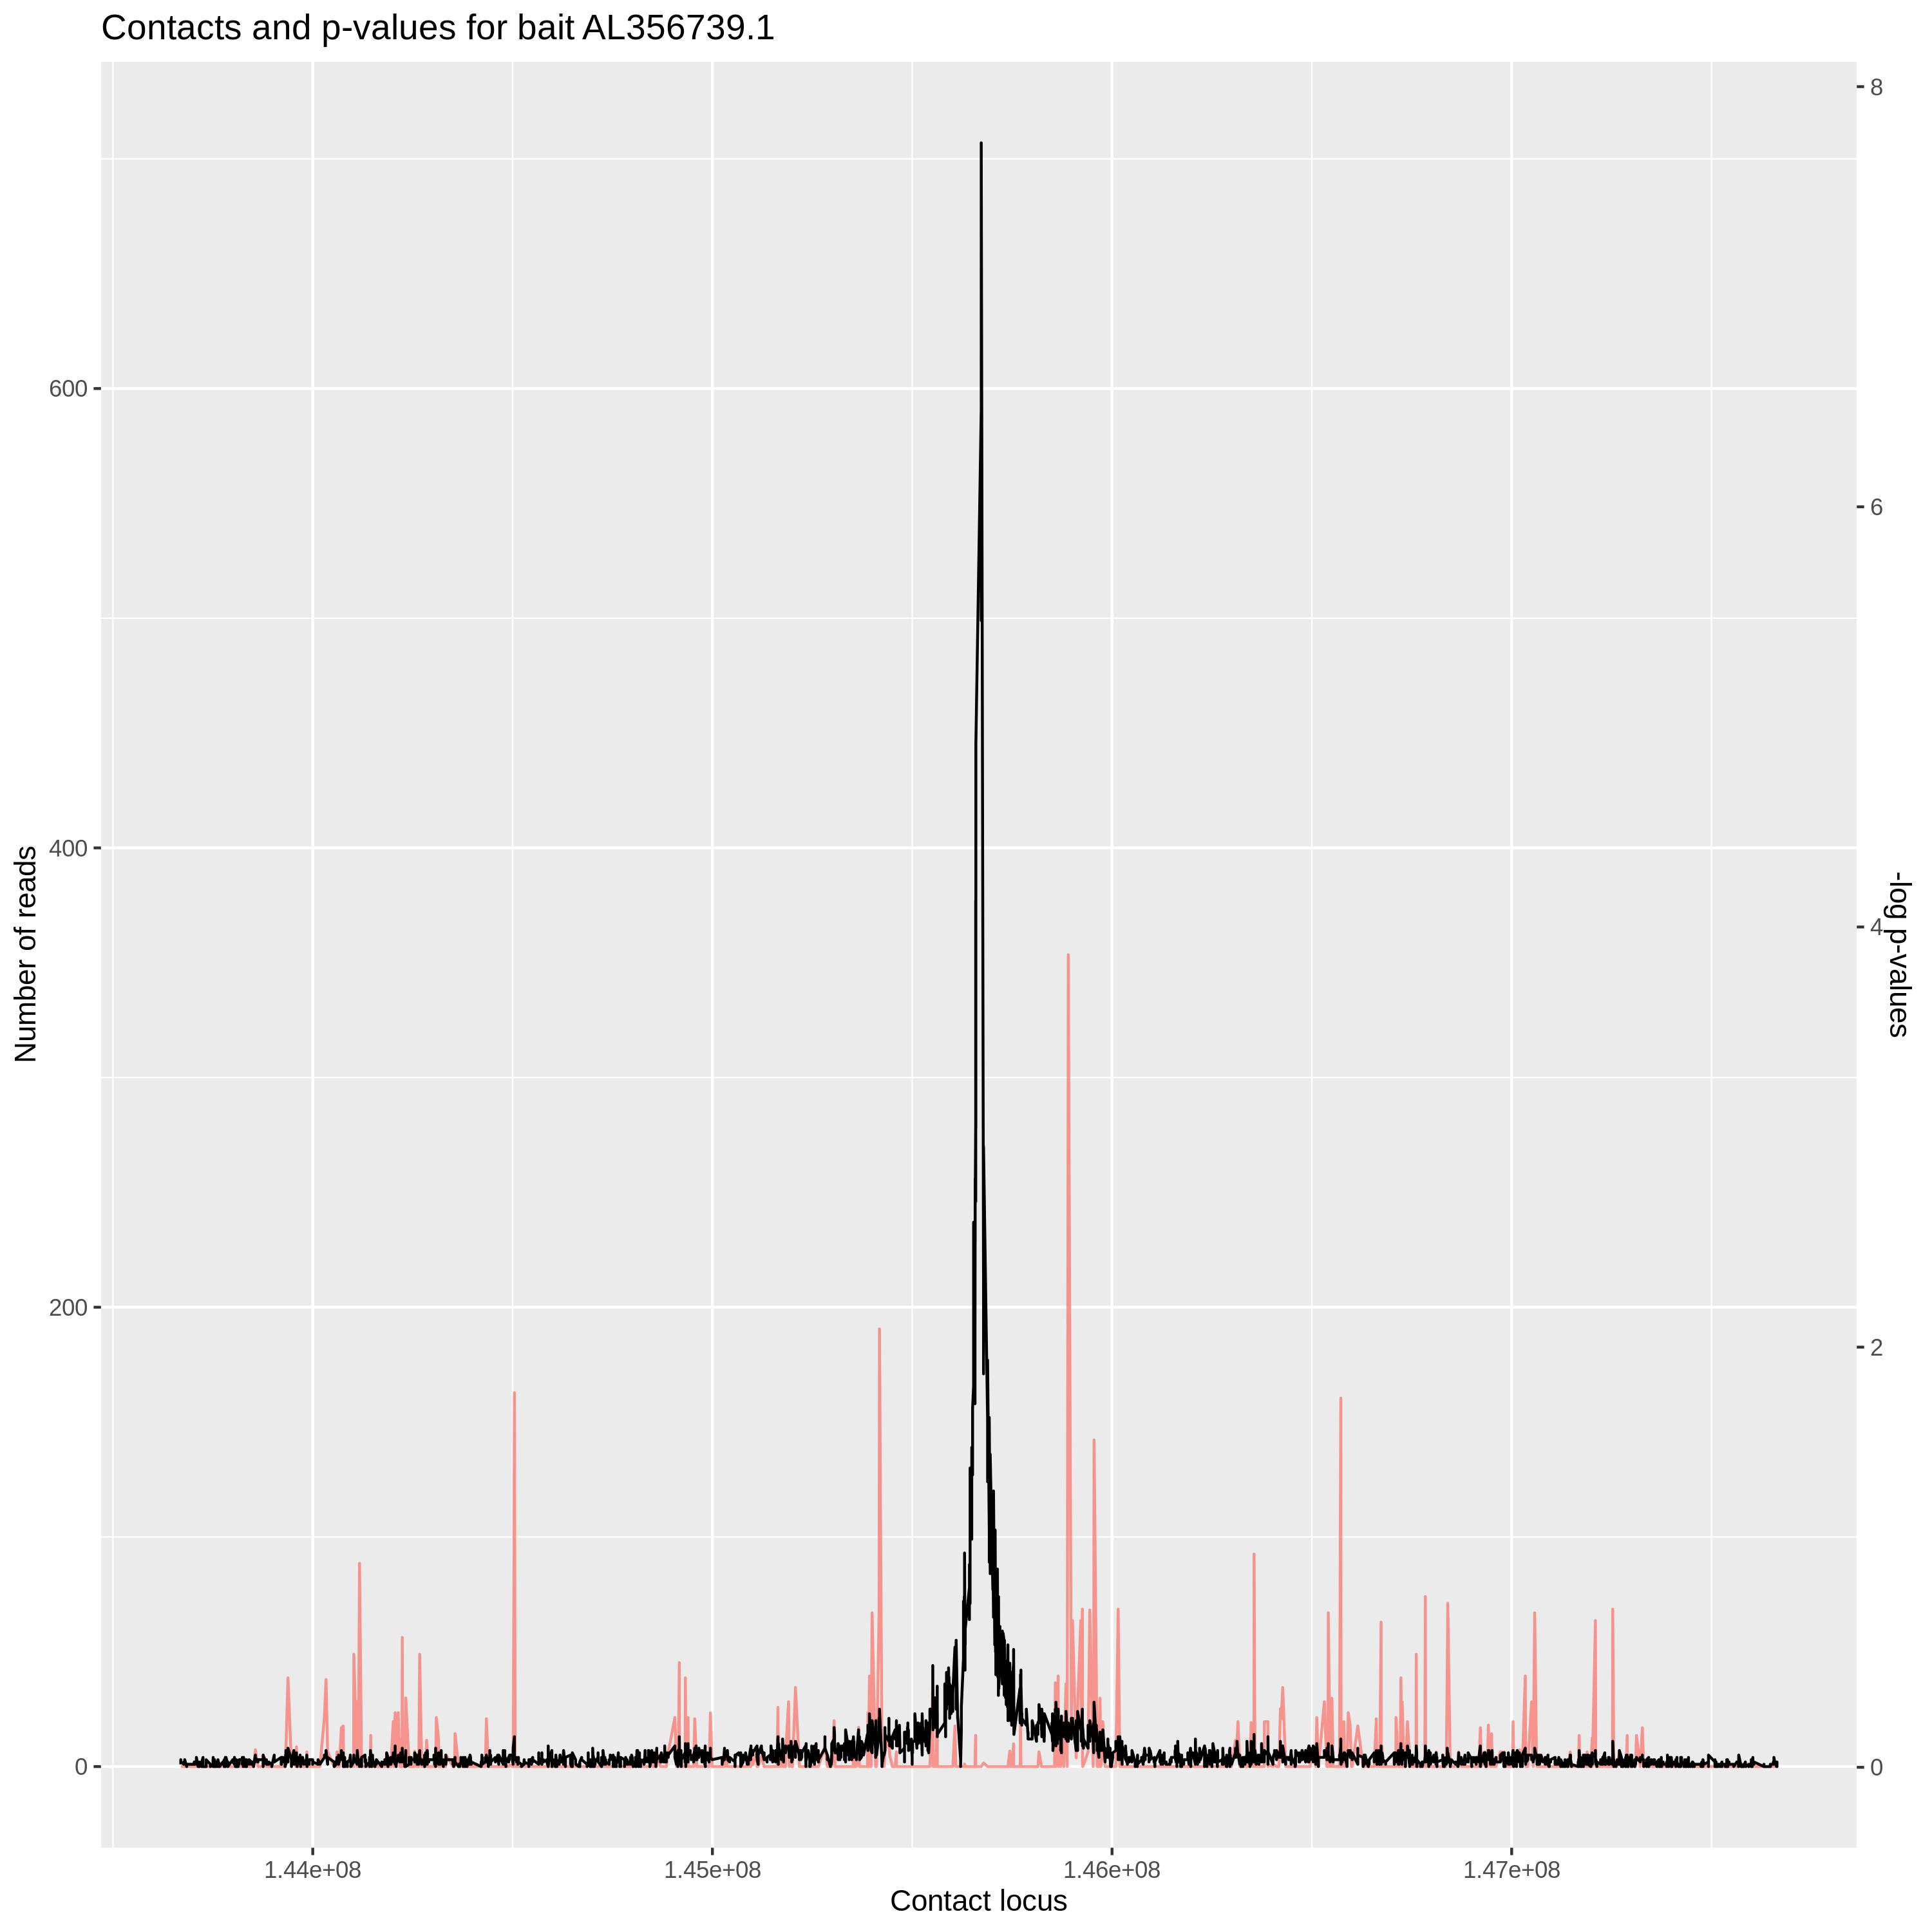 Contacts and p-values for bait AL356739.1
8
600
6
400
4
Number of reads
-log p-values
200
2
0
0
1.44e+08
1.45e+08
1.46e+08
1.47e+08
Contact locus